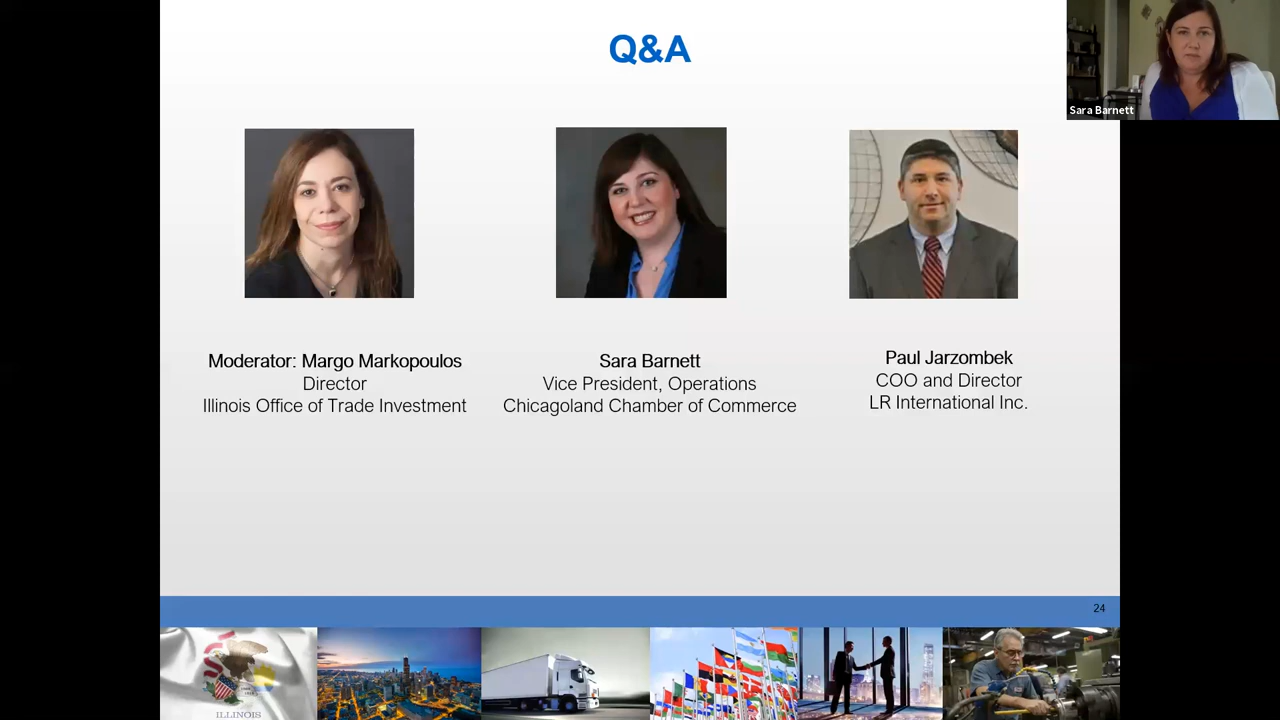 Q&A
Sara Barnett
Moderator: Margo Markopoulos
Director
Illinois Office of Trade Investment
Sara Barnett
Vice President, Operations
Chicagoland Chamber of Commerce
Paul Jarzombek
COO and Director
LR International Inc.
24
ILLINOIS